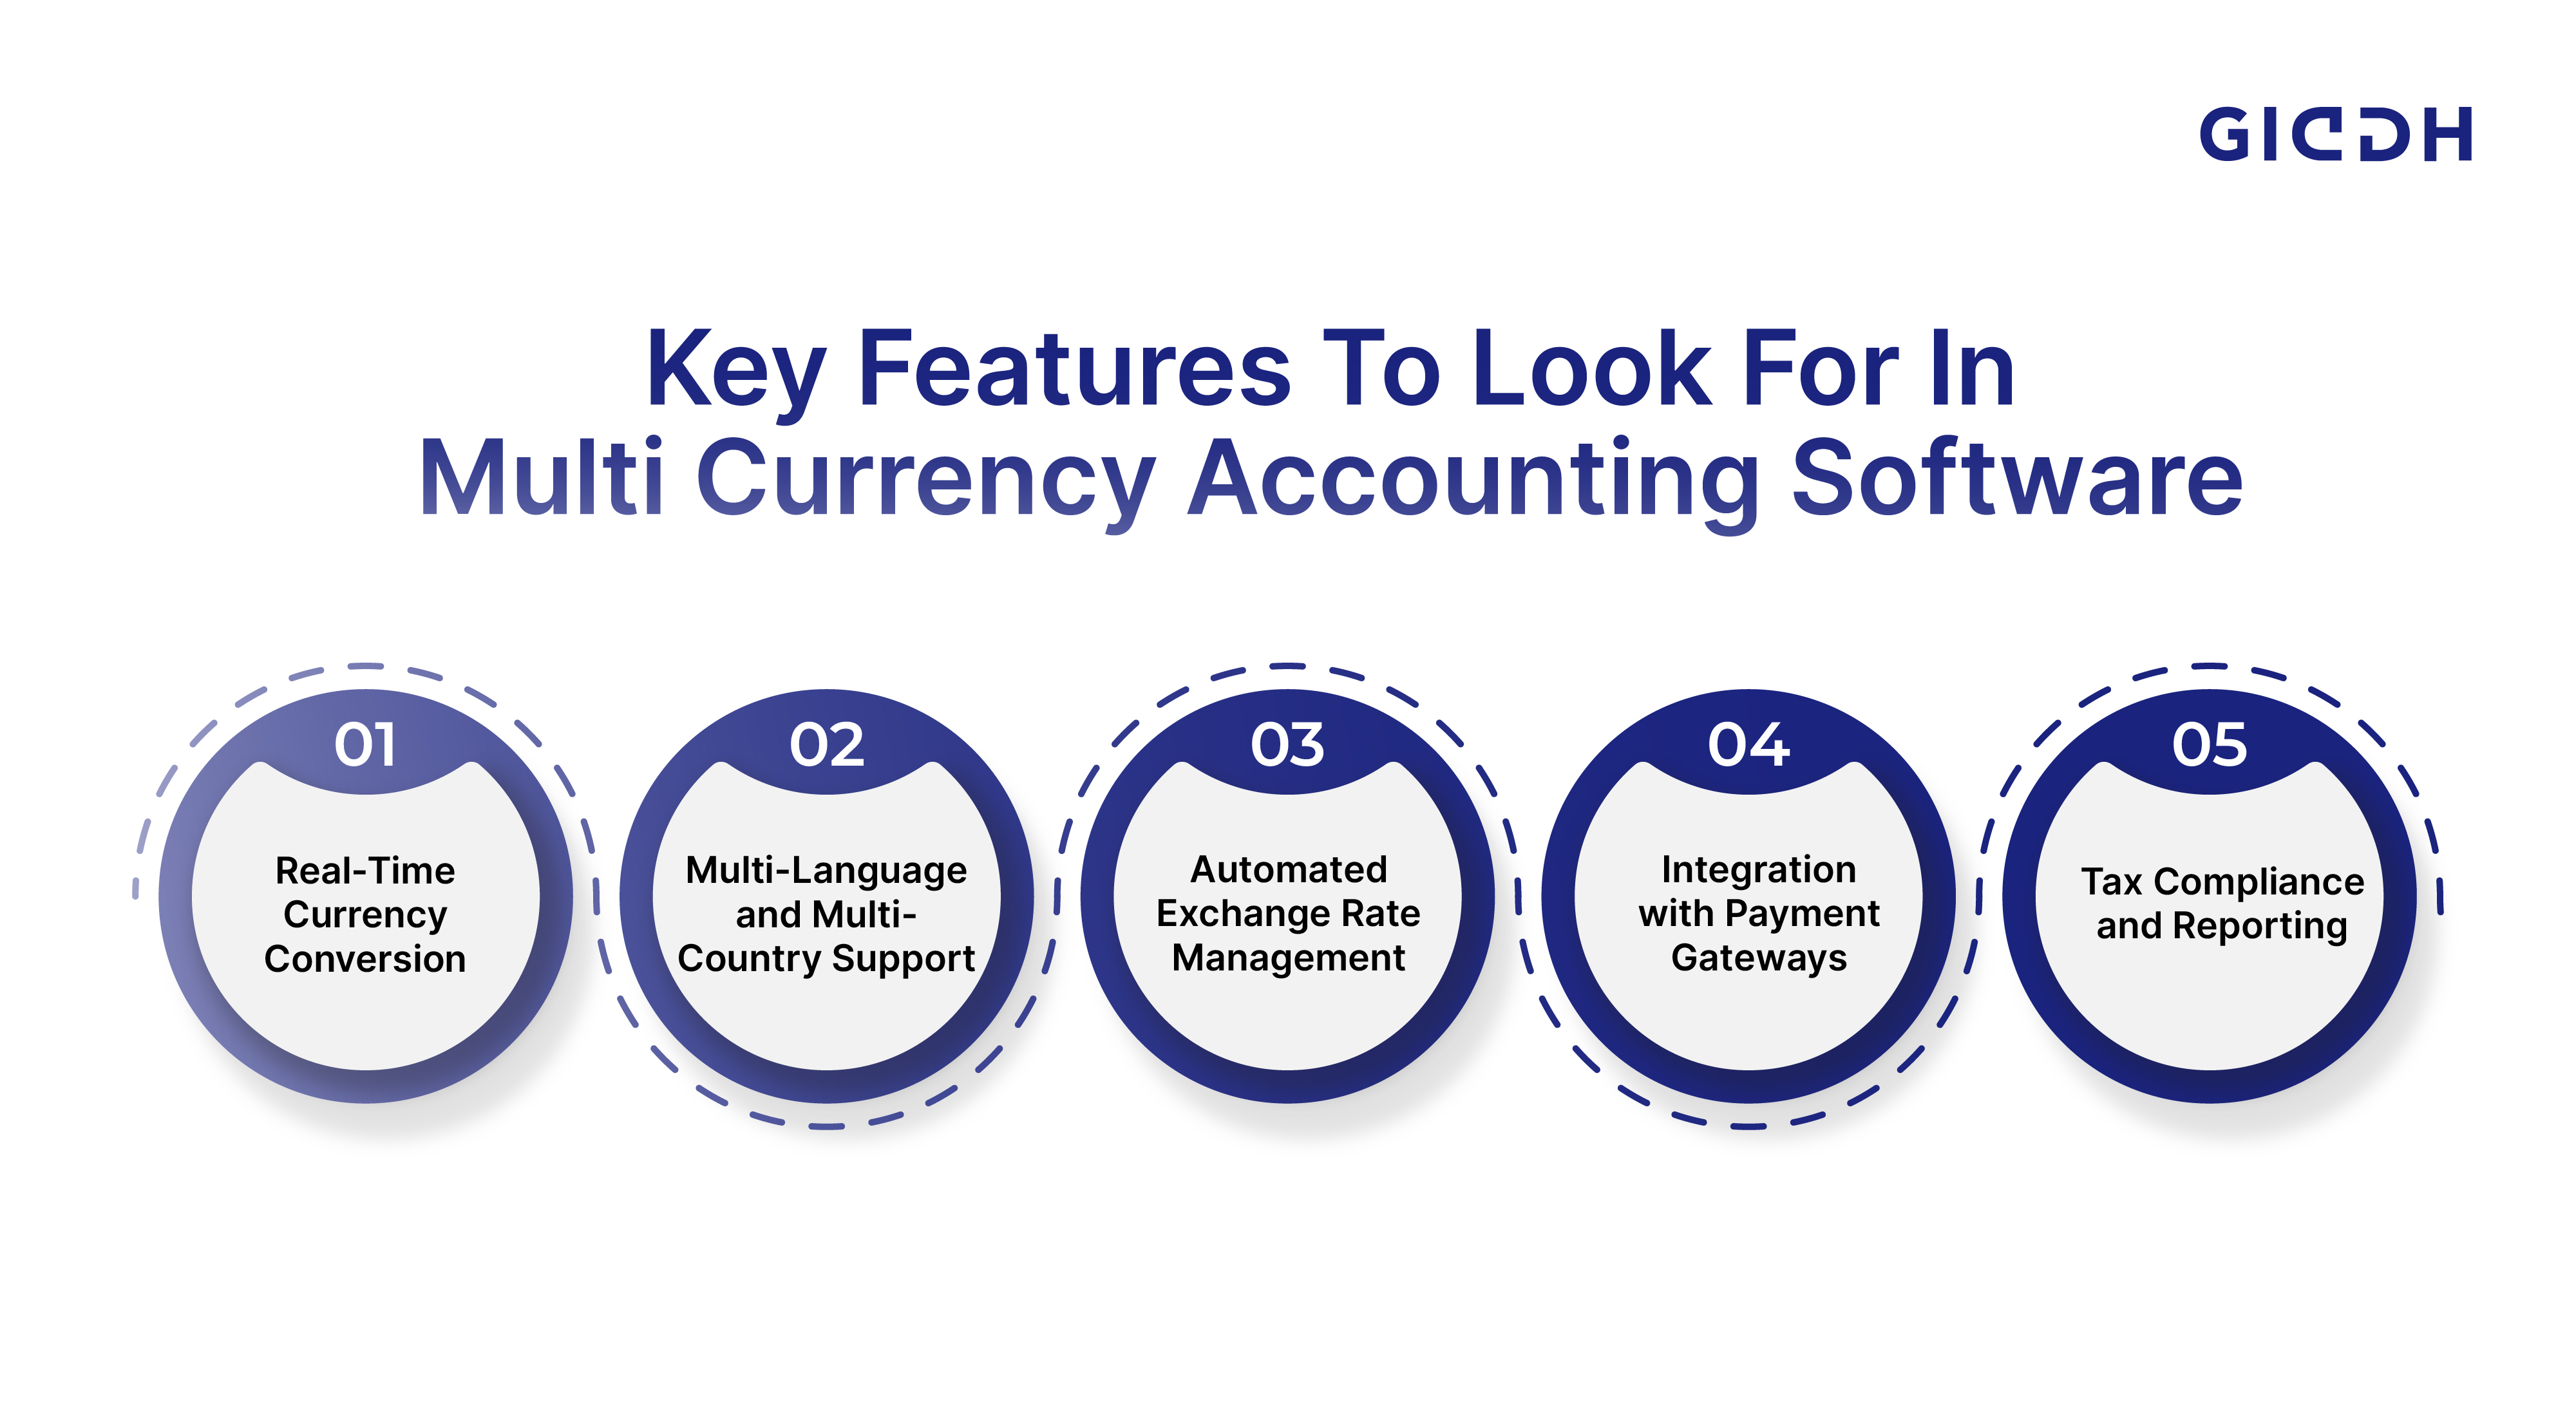 GIDDH
Key Features To Look For In
Multi Currency Accounting Software
01
Real-Time
Currency
Conversion
02
Multi-Language
and Multi-
Country Support
03
Automated
Exchange Rate
Management
04
Integration
with Payment
Gateways
05
Tax Compliance
and Reporting